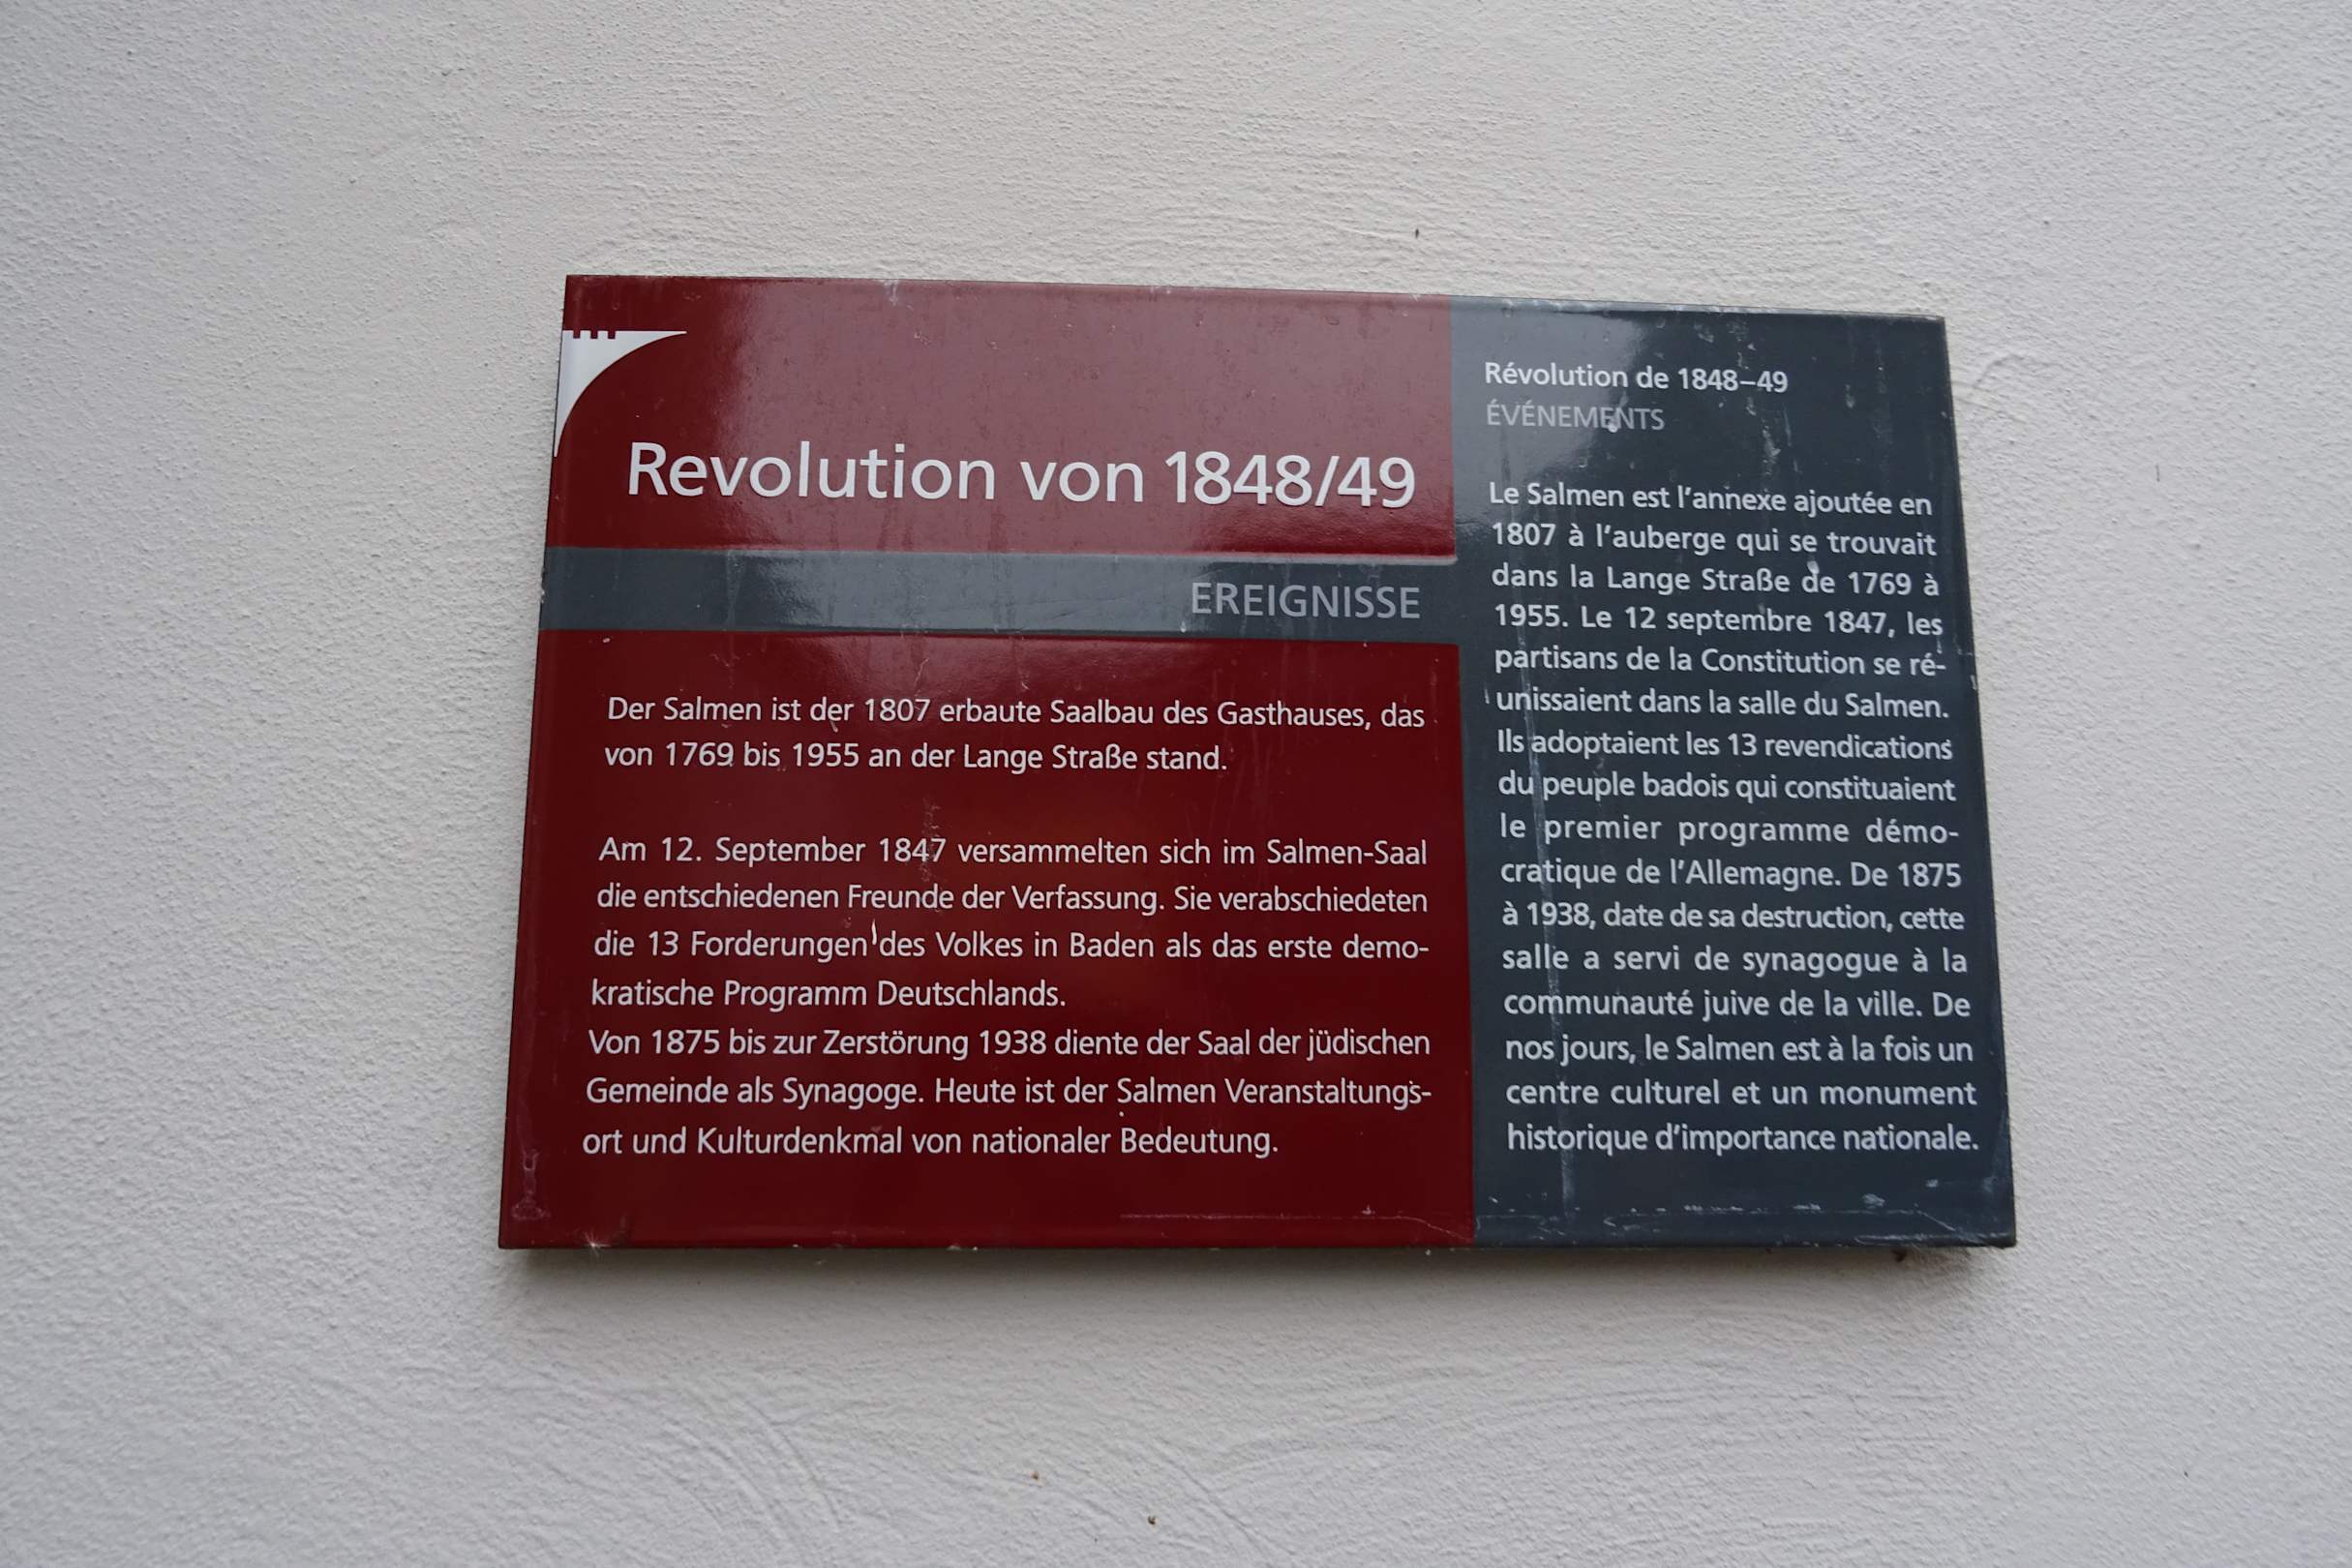 Revolution von 1848/49
EREIGNISSE
Der Salmen ist der 1807 erbaute Saalbau des Gasthauses, das
von 1769 bis 1955 an der Lange Straße stand.
Am 12. September 1847 versammelten sich im Salmen-Saal
die entschiedenen Freunde der Verfassung. Sie verabschiedeten
die 13 Forderungen des Volkes in Baden als das erste demo-
kratische Programm Deutschlands.
Von 1875 bis zur Zerstörung 1938 diente der Saal der jüdischen
Gemeinde als Synagoge. Heute ist der Salmen Veranstaltungs-
ort und Kulturdenkmal von nationaler Bedeutung.
Révolution de 1848–49
ÉVÉNEMENTS
Le Salmen est l'annexe ajoutée en
1807 à l'auberge qui se trouvait
dans la Lange Straße de 1769 à
1955. Le 12 septembre 1847, les
partisans de la Constitution se ré-
unissaient dans la salle du Salmen.
Ils adoptaient les 13 revendications
du peuple badois qui constituaient
le premier programme démo-
cratique de l'Allemagne. De 1875
à 1938, date de sa destruction, cette
salle a servi de synagogue à la
communauté juive de la ville. De
nos jours, le Salmen est à la fois un
centre culturel et un monument
historique d'importance nationale.